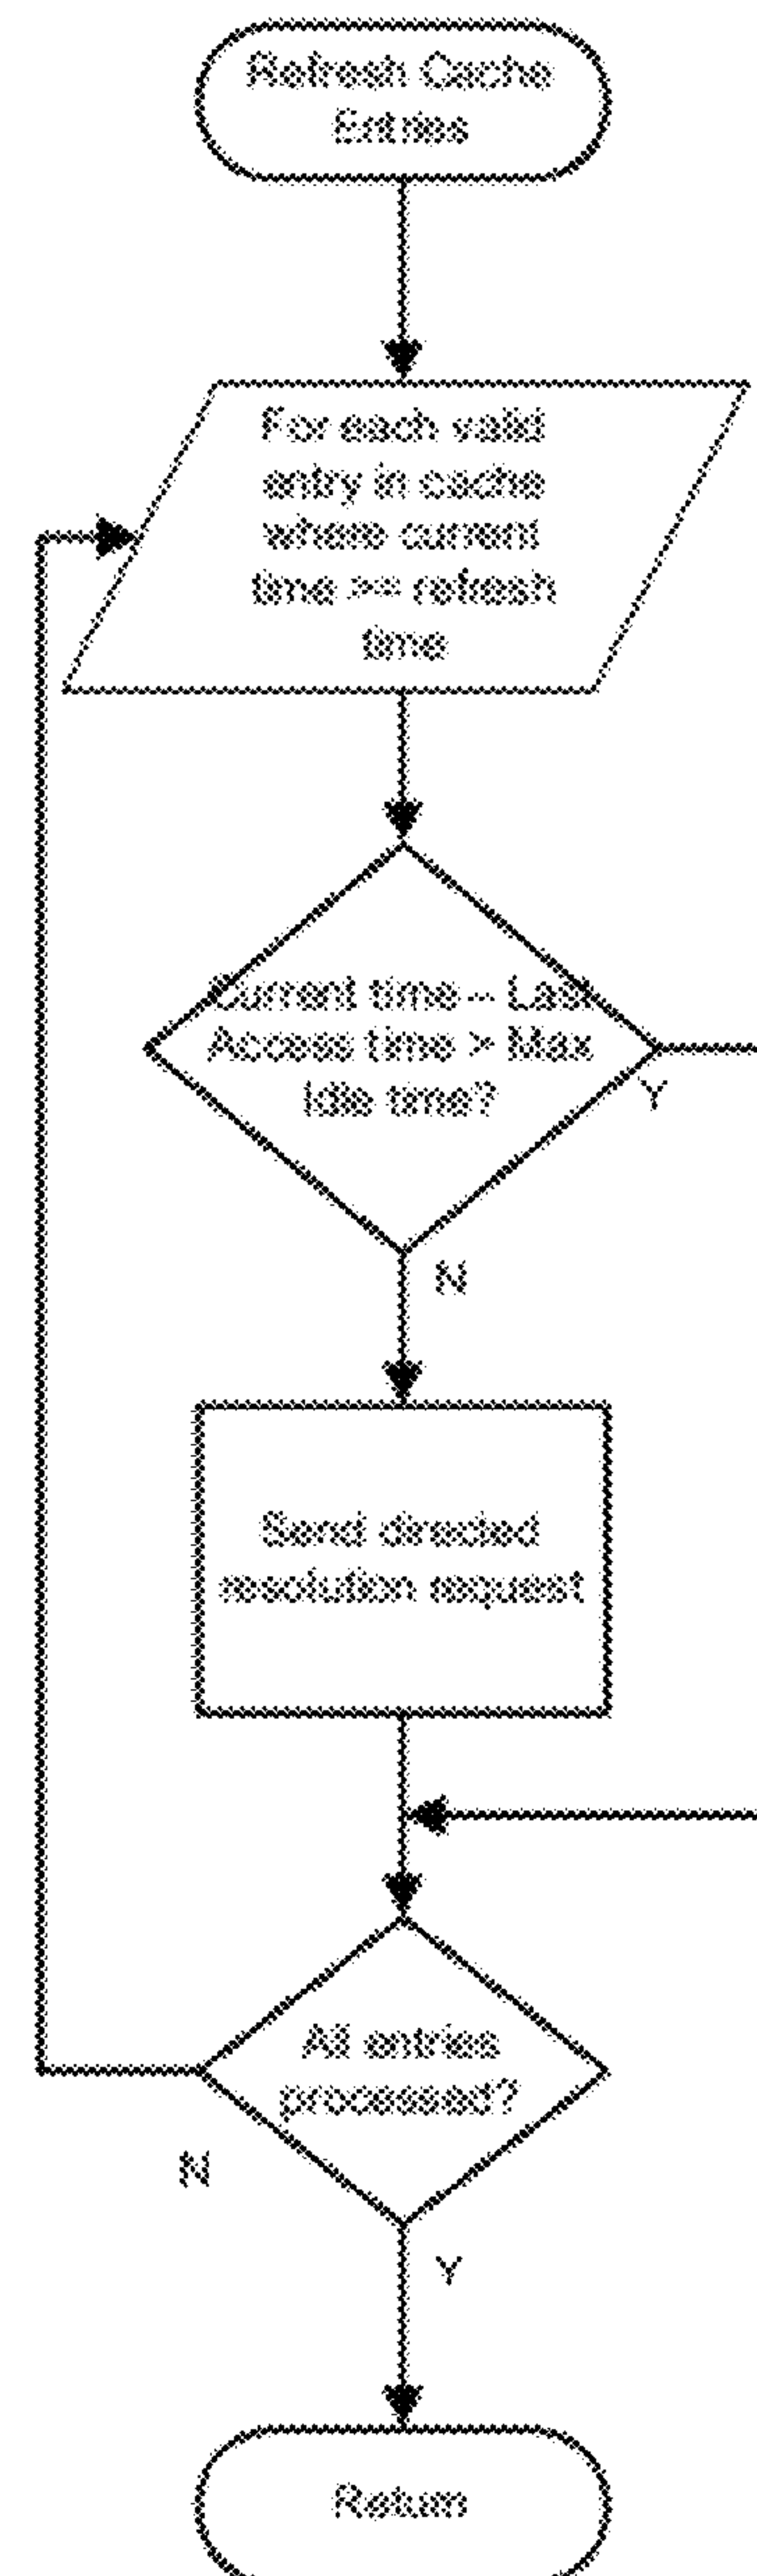 Refresh Cache
Entries
For each valid
entry in cache
where current
time >= refresh
time
Current time – Last
Access time > Max
Idle time?
Y
N
Send directed
resolution request
All entries
processed?
N
Y
Return